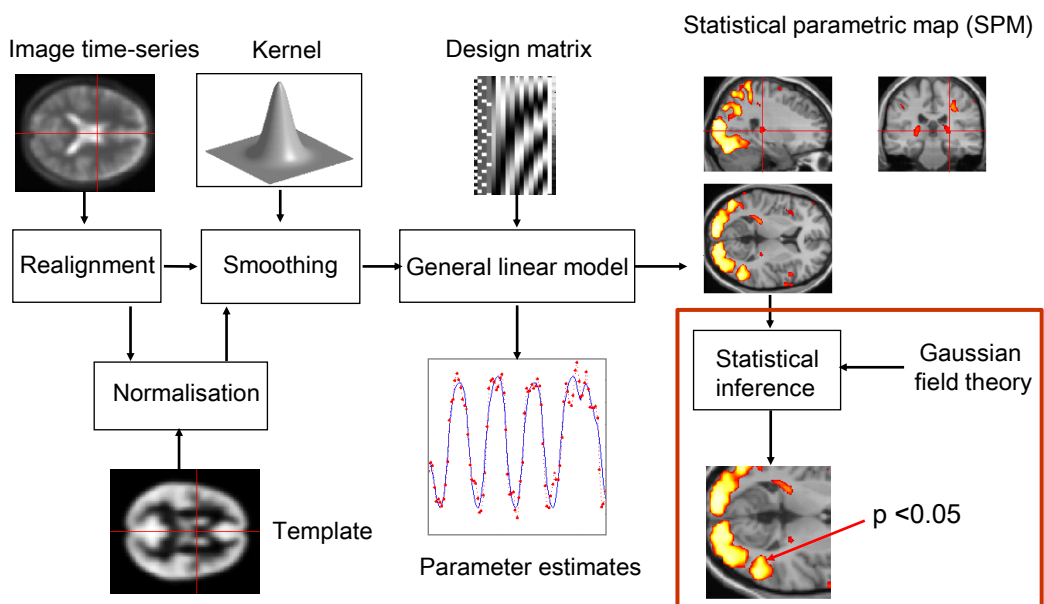 Image time-series
Kernel
Design matrix
Statistical parametric map (SPM)
Realignment
Smoothing
General linear model
Normalisation
Statistical
inference
Gaussian
field theory
Template
Parameter estimates
p <0.05